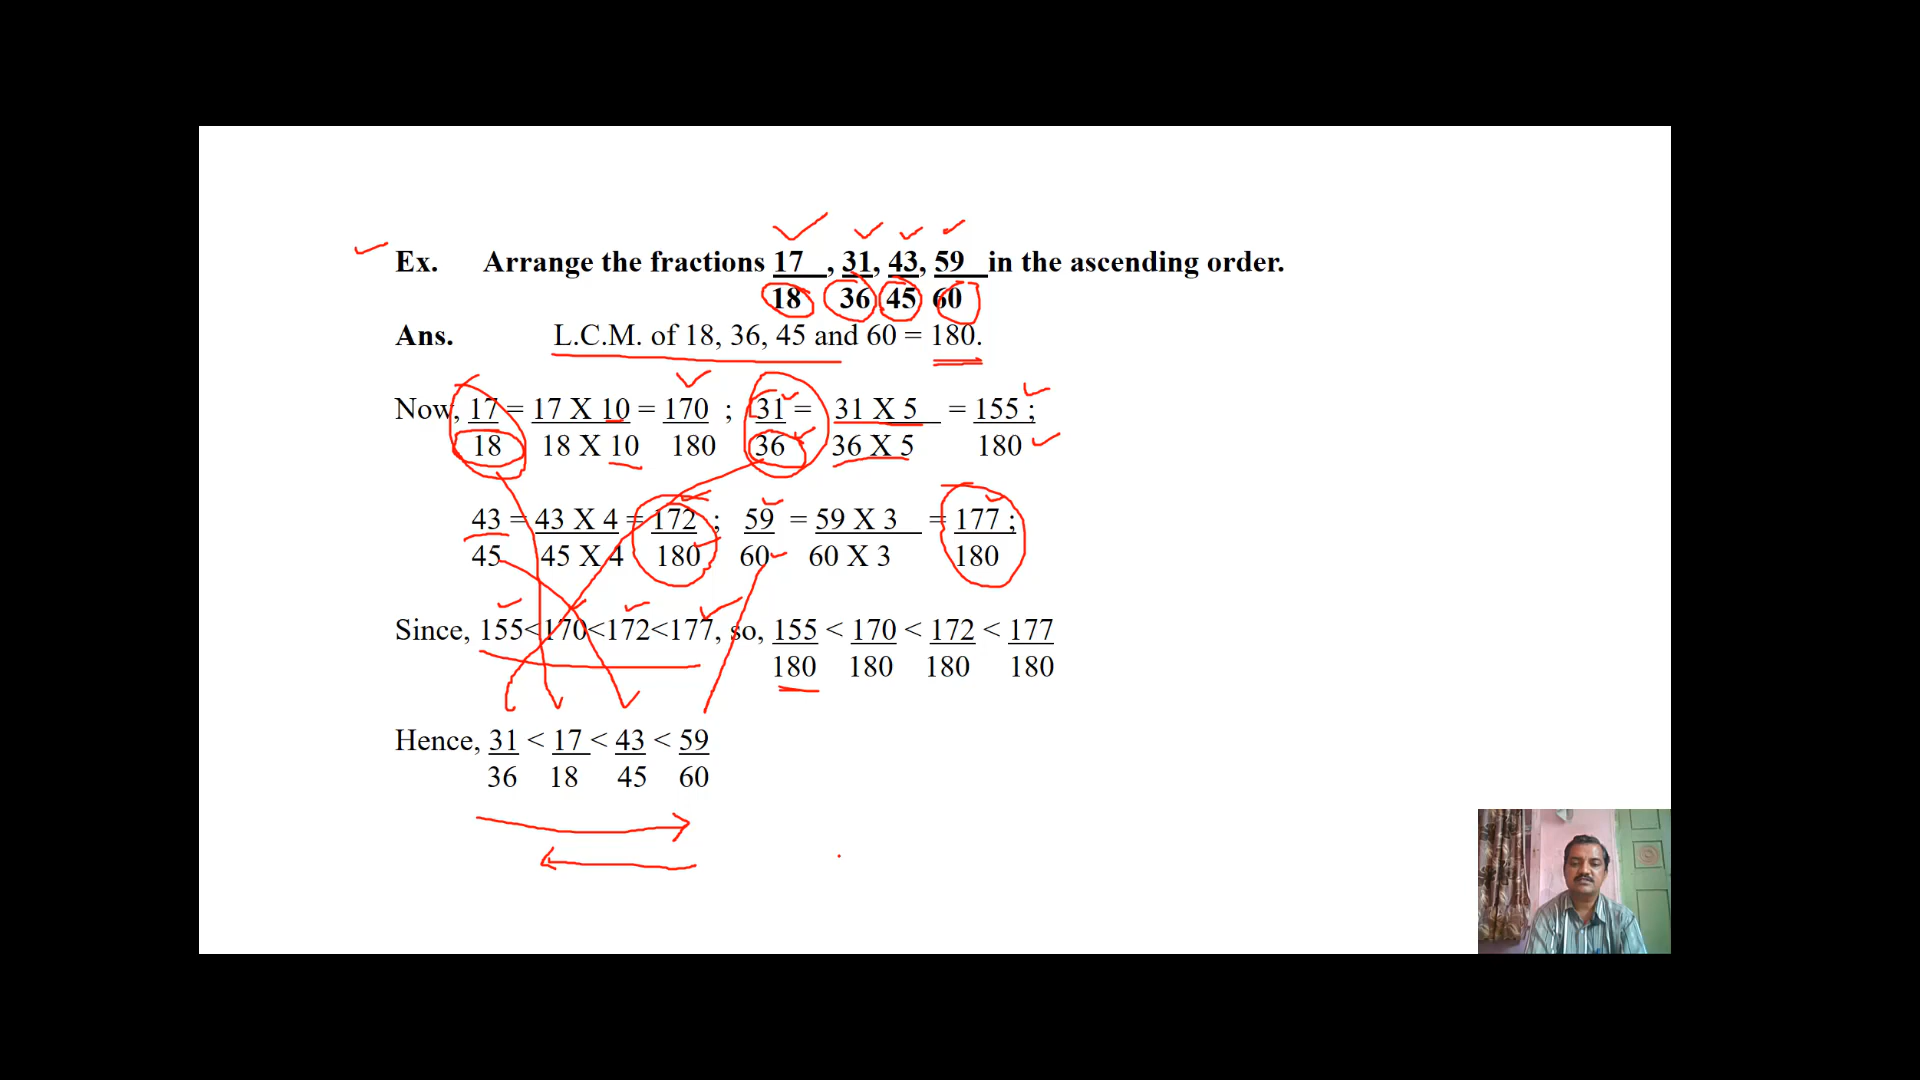 Ex. Arrange the fractions 17 , 31, 43, 59 in the ascending order.
18 36 45 60
Ans. L.C.M. of 18, 36, 45 and 60 = 180.
Now, 17 = 17 X 10 = 170 ; 31 = 31 X 5 = 155 ;
18 18 X 10 180 36 36 X 5 180
43 = 43 X 4 = 172 ; 59 = 59 X 3 = 177 ;
45 45 X 4 180 60 60 X 3 180
Since, 155<170<172<177, so, 155 < 170 < 172 < 177
180 180 180 180
Hence, 31 < 17 < 43 < 59
36 18 45 60